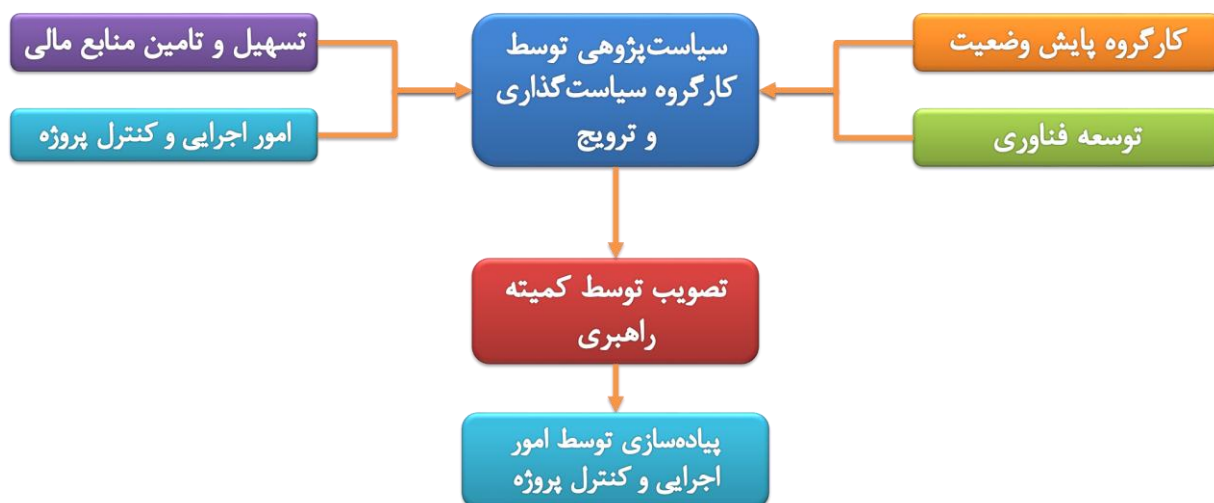 کارگروه پایش وضعیت
توسعه فناوری
سیاست‌پژوهی توسط
کارگروه سیاست‌گذاری
و ترویج
تسهیل و تامین منابع مالی
امور اجرایی و کنترل پروژه
تصویب توسط کمیته
راهبری
پیاده‌سازی توسط امور
اجرایی و کنترل پروژه